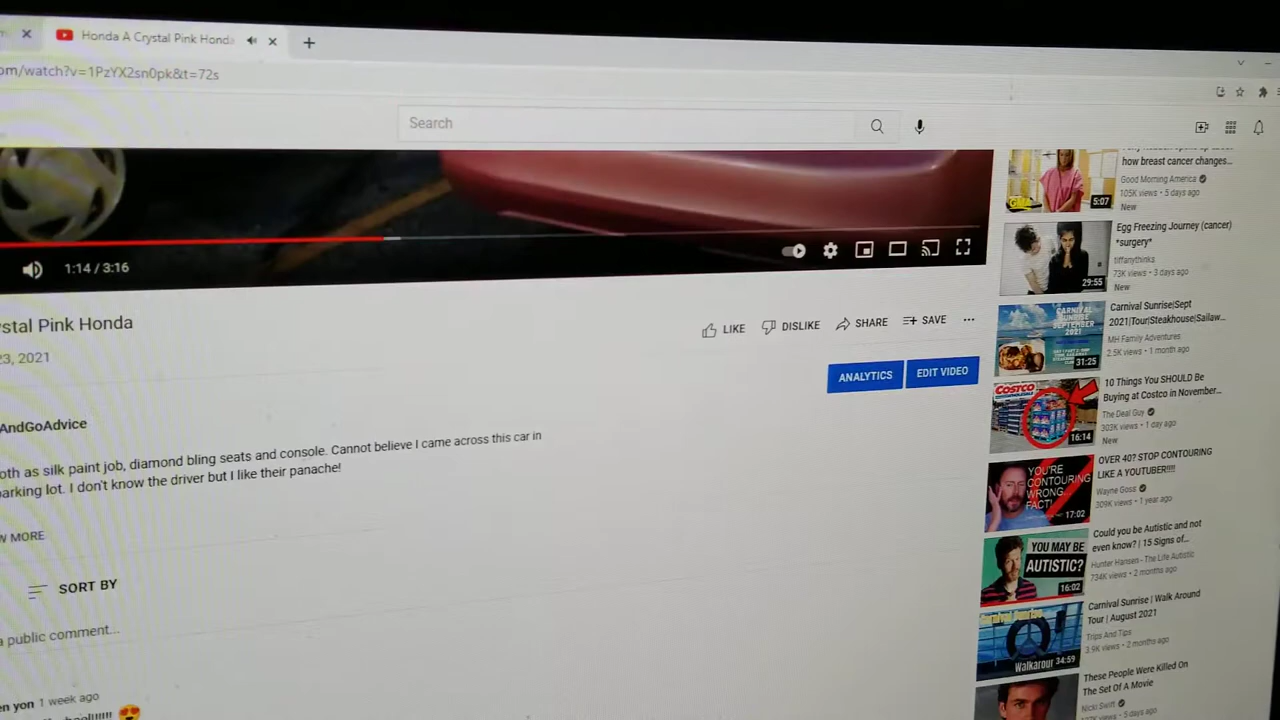 Honda A Crystal Pink Honda
om/watch?v=1PzYX2sn0pk&t=72s
Search
1:14 / 3:16
ystal Pink Honda
23, 2021
LIKE
DISLIKE
SHARE
SAVE
ANALYTICS
EDIT VIDEO
AndGoAdvice
oth as silk paint job, diamond bling seats and console. Cannot believe I came across this car in
parking lot. I don't know the driver but I like their panache!
W MORE
SORT BY
a public comment...
en yon 1 week ago
how breast cancer changes...
Good Morning America
105K views • 5 days ago
New
5:07
Egg Freezing Journey (cancer)
*surgery*
tiffanythinks
73K views • 3 days ago
New
29:55
CARNIVAL
SUNRISE
SEPTEMBER
2021
31:25
Carnival Sunrise|Sept
2021|Tour|Steakhouse|Sailaw...
MH Family Adventures
2.5K views • 1 month ago
COSTCO
16:14
10 Things You SHOULD Be
Buying at Costco in November...
The Deal Guy
303K views • 1 day ago
New
YOU'RE
CONTOURING
WRONG...
FACT!
17:02
OVER 40? STOP CONTOURING
LIKE A YOUTUBER!!!!
Wayne Goss
309K views • 1 year ago
YOU MAY BE
AUTISTIC?
16:02
Could you be Autistic and not
even know? | 15 Signs of...
Hunter Hansen - The Life Autistic
734K views • 2 months ago
Walkaround
34:59
Carnival Sunrise | Walk Around
Tour | August 2021
Trips And Tips
3.9K views • 2 months ago
These People Were Killed On
The Set Of A Movie
Nicki Swift
5 days ago